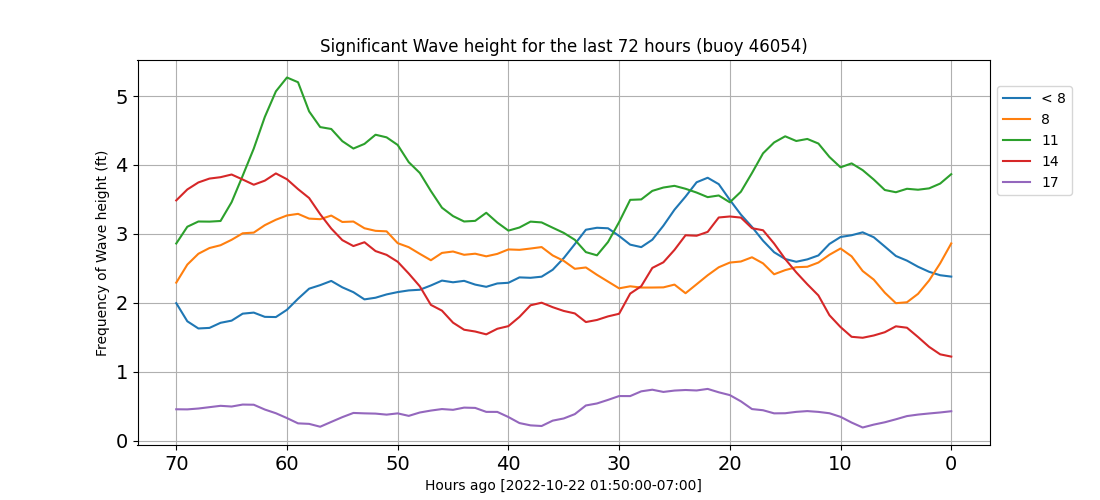 Significant Wave height for the last 72 hours (buoy 46054)
Frequency of Wave height (ft)
5
4
3
2
1
0
70 60 50 40 30 20 10 0
Hours ago [2022-10-22 01:50:00-07:00]
< 8
8
11
14
17